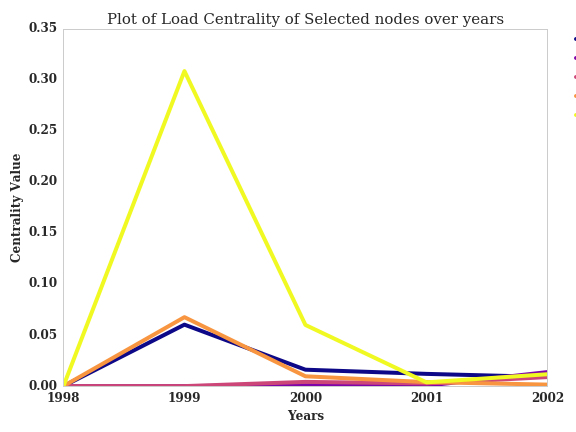 Plot of Load Centrality of Selected nodes over years
0.35
0.30
0.25
0.20
0.15
0.10
0.05
0.00
Centrality Value
1998 1999 2000 2001 2002
Years